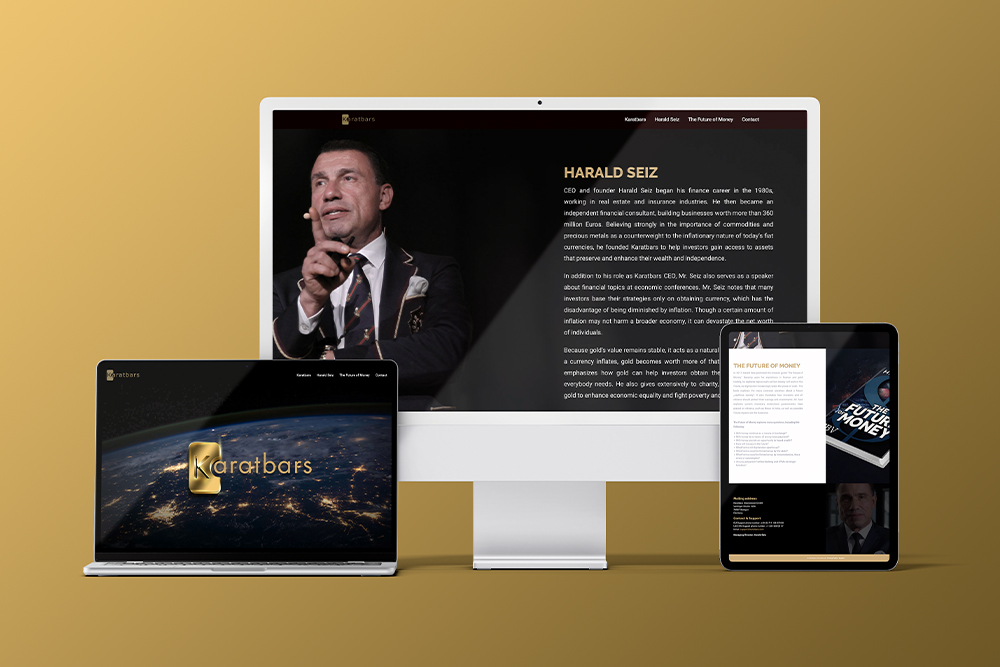 Karatbars
Karatbars Harald Seiz The Future of Money Contact
HARALD SEIZ
CEO and founder Harald Seiz began his finance career in the 1980s,
working in real estate and insurance industries. He then became an
independent financial consultant, building businesses worth more than 360
million Euros. Believing strongly in the importance of commodities and
precious metals as a counterweight to the inflationary nature of today's fiat
currencies, he founded Karatbars to help investors gain access to assets
that preserve and enhance their wealth and independence.
In addition to his role as Karatbars CEO, Mr. Seiz also serves as a speaker
about financial topics at economic conferences. Mr. Seiz notes that many
investors base their strategies only on obtaining currency, which has the
disadvantage of being diminished by inflation. Though a certain amount of
inflation may not harm a broader economy, it can devastate the net worth
of individuals.
Because gold's value remains stable, it acts as a natural
a currency inflates, gold becomes worth more of that
emphasizes how gold can help investors obtain the
everybody needs. He also gives extensively to charity,
gold to enhance economic equality and fight poverty and
Karatbars
Karatbars Harald Seiz The Future of Money Contact
Karatbars
THE FUTURE OF MONEY
THE
FUTURE
OF
MONEY
Mailing address
Contact & Support